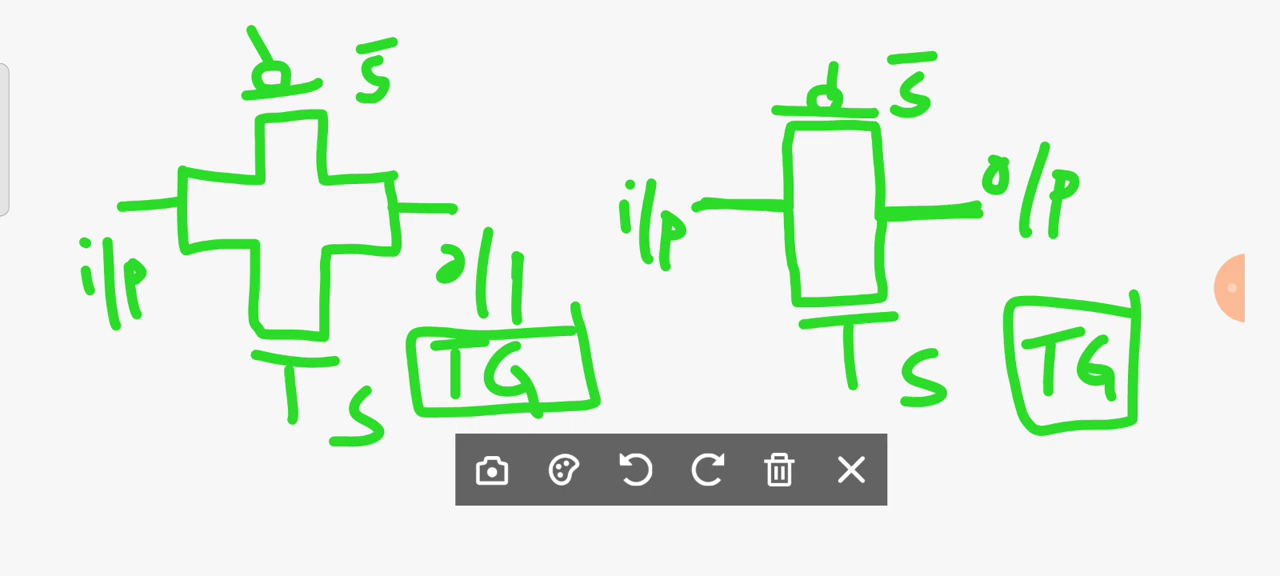 S̅ S̅
i/p o/p
i/p
TG TG
S S